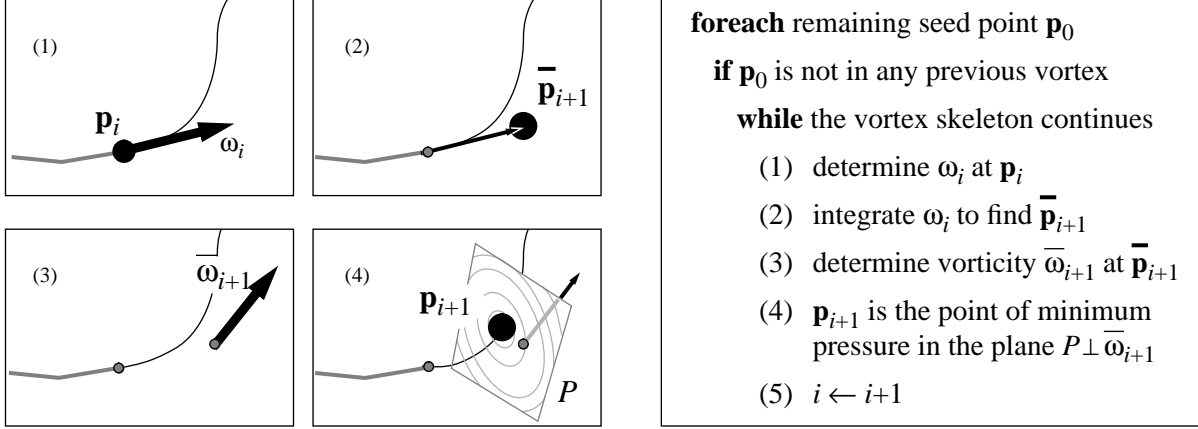 (1)
p_i
ω_i
(2)
p̅_{i+1}
(3)
ω̅_{i+1}
(4)
p_{i+1}
P
foreach remaining seed point p_0
if p_0 is not in any previous vortex
while the vortex skeleton continues
(1) determine ω_i at p_i
(2) integrate ω_i to find p̅_{i+1}
(3) determine vorticity ω̅_{i+1} at p̅_{i+1}
(4) p_{i+1} is the point of minimum
pressure in the plane P⊥ω̅_{i+1}
(5) i ← i+1